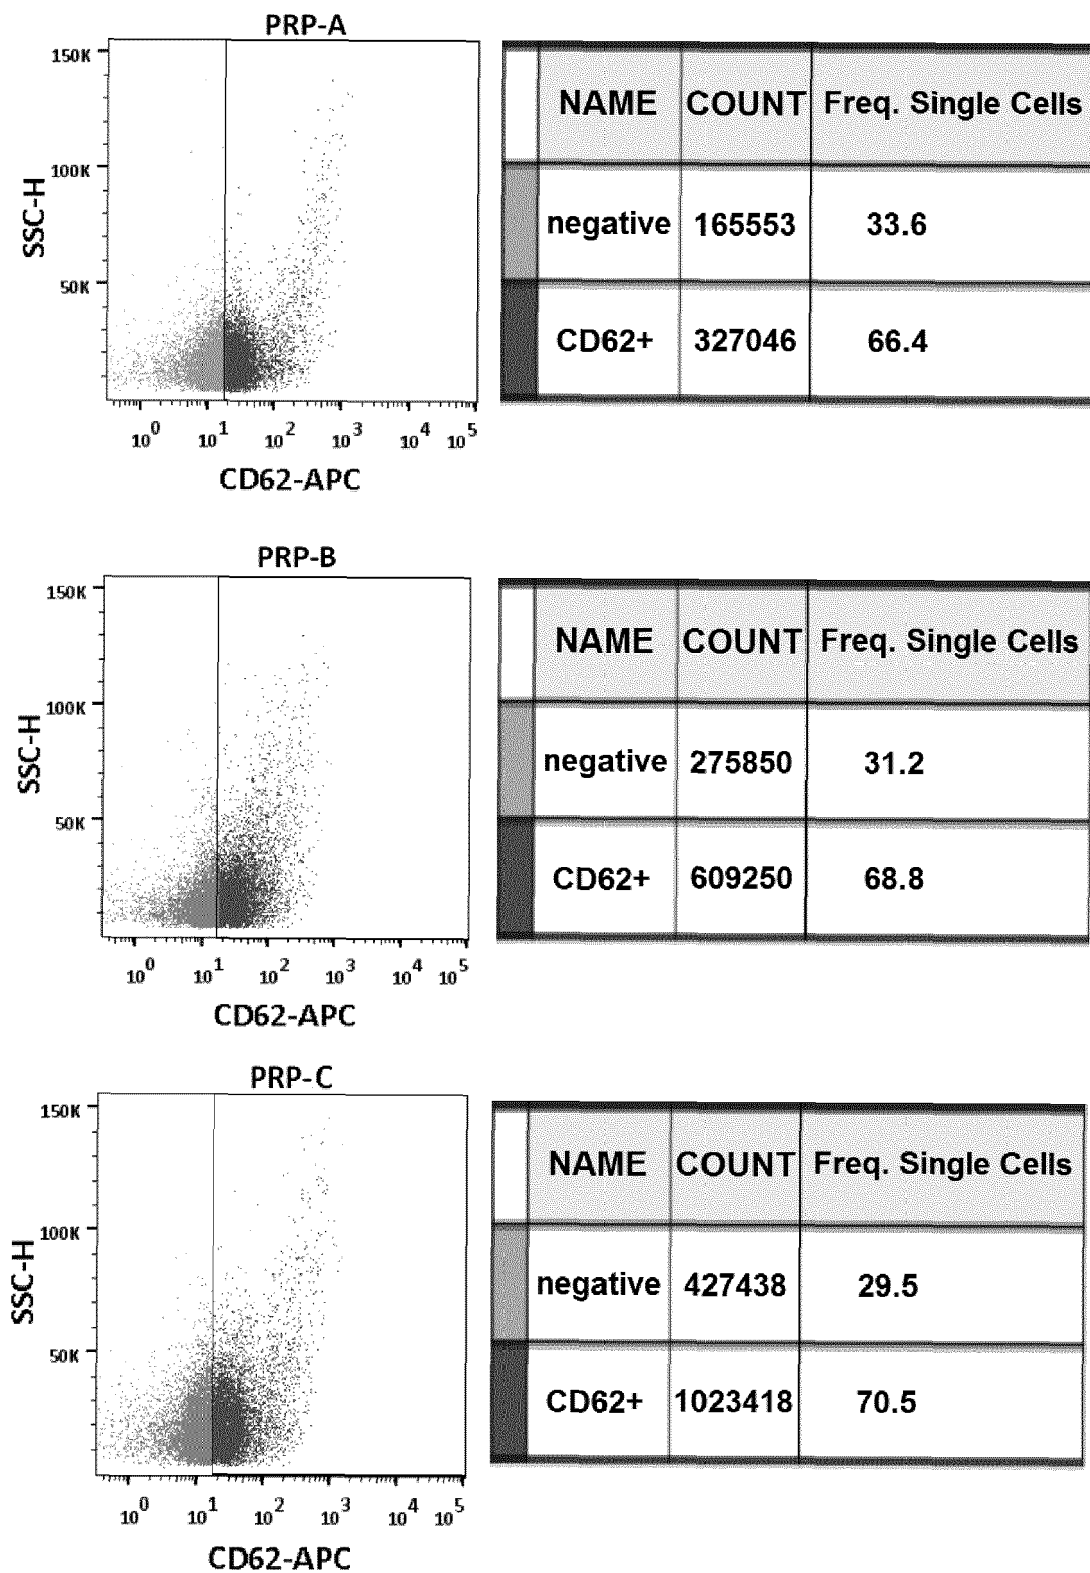 PRP-A
150K
100K
50K
SSC-H
10^0 10^1 10^2 10^3 10^4 10^5
CD62-APC
NAME COUNT Freq. Single Cells
negative 165553 33.6
CD62+ 327046 66.4
PRP-B
150K
100K
50K
SSC-H
10^0 10^1 10^2 10^3 10^4 10^5
CD62-APC
NAME COUNT Freq. Single Cells
negative 275850 31.2
CD62+ 609250 68.8
PRP-C
150K
100K
50K
SSC-H
10^0 10^1 10^2 10^3 10^4 10^5
CD62-APC
NAME COUNT Freq. Single Cells
negative 427438 29.5
CD62+ 1023418 70.5